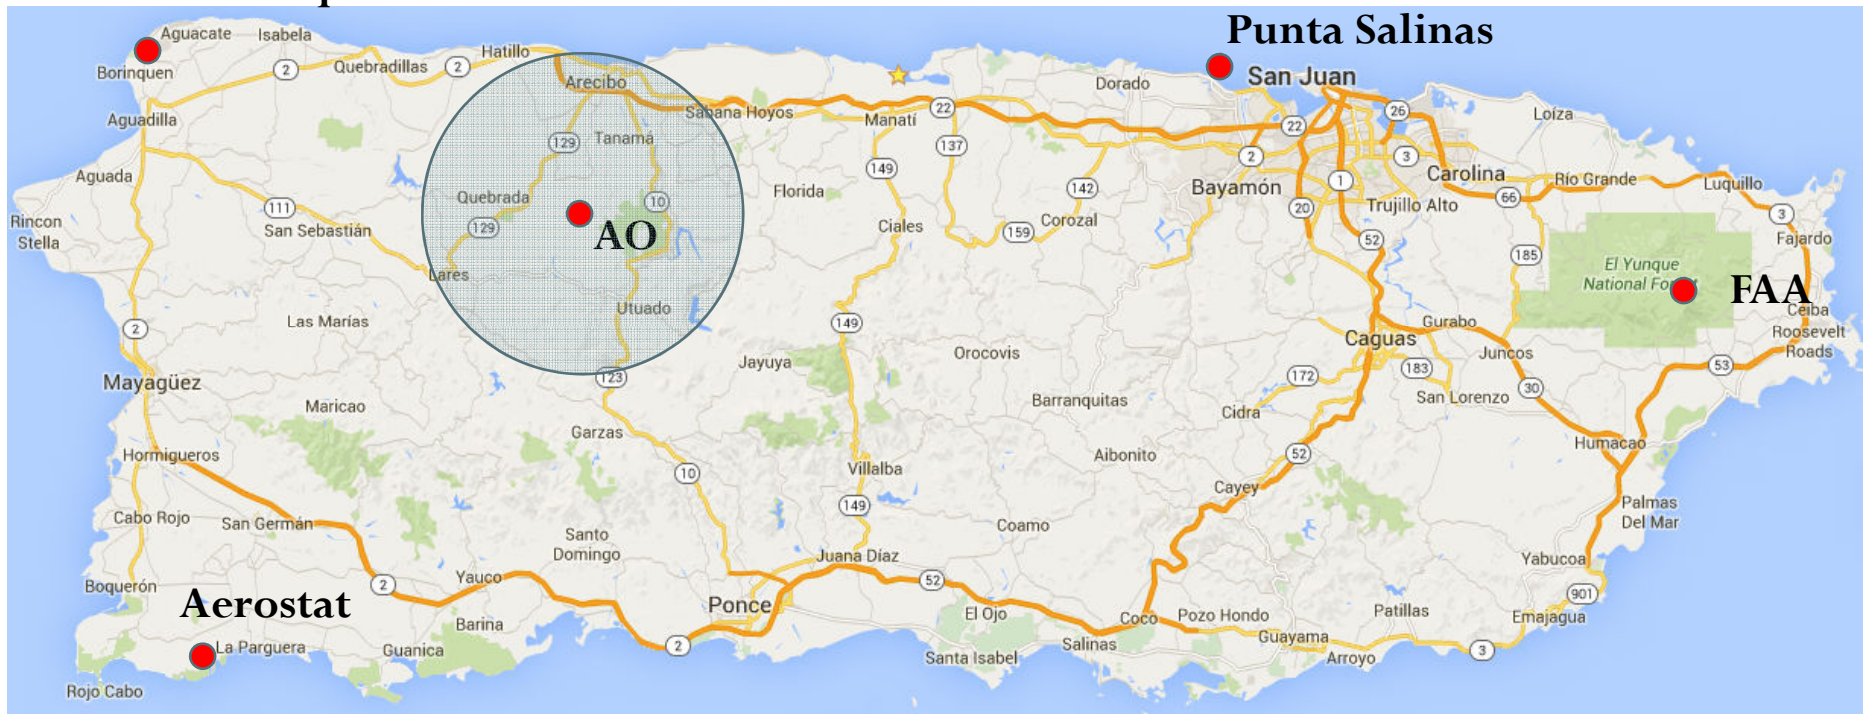 Punta Salinas
Aguacate
Isabela
Hatillo
Borinquen
2
Quebradillas
2
Arecibo
Dorado
San Juan
Aguadilla
Sabana Hoyos
Manatí
22
22
26
Loíza
129
Tanamá
137
2
3
Aguada
149
Carolina
Río Grande
Luquillo
111
Quebrada
10
Florida
142
Bayamón
1
66
3
Rincon
Stella
San Sebastián
129
AO
Ciales
159
Corozal
20
Trujillo Alto
52
185
Fajardo
Lares
El Yunque
National Forest
FAA
Utuado
Ceiba
2
Las Marías
149
Gurabo
Roosevelt
Roads
Caguas
Juncos
Jayuya
Orocovis
Mayagüez
123
172
183
30
53
Maricao
Barranquitas
Cidra
San Lorenzo
Garzas
Hormigueros
Aibonito
52
Humacao
10
Villalba
Cayey
Cabo Rojo
San Germán
149
Coamo
Palmas
Del Mar
Santo
Domingo
Juana Díaz
Yabucoa
Boquerón
2
Yauco
52
901
Aerostat
Ponce
El Ojo
Coco
Pozo Hondo
Patillas
Emajagua
Barina
La Parguera
Guanica
2
Santa Isabel
Salinas
Guayama
Arroyo
3
Rojo Cabo